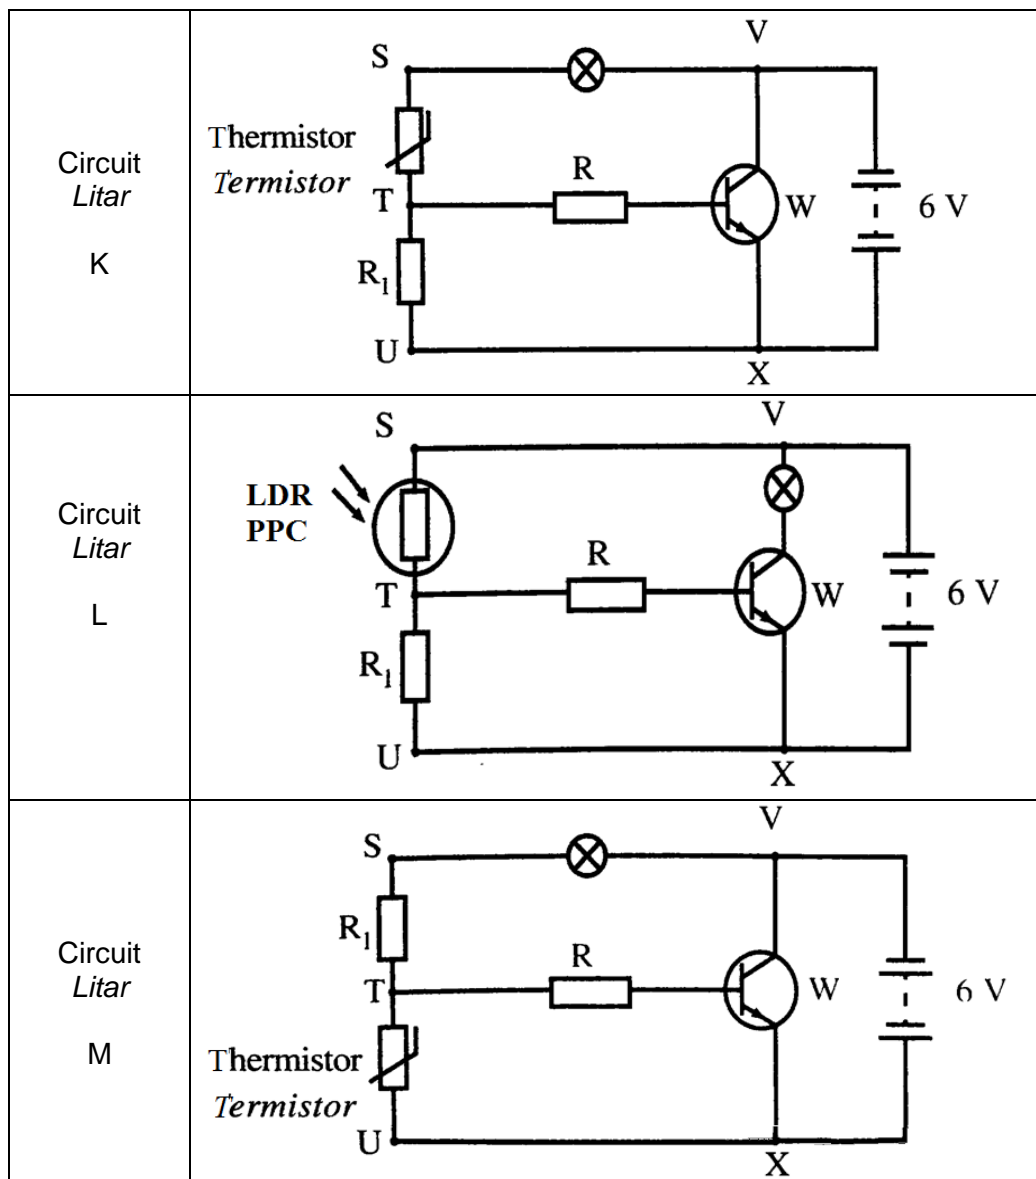 Circuit
Litar
K
S
V
Thermistor
Termistor
R
T
W
6 V
R1
U
X
Circuit
Litar
L
S
V
LDR
PPC
R
T
W
6 V
R1
U
X
Circuit
Litar
M
S
V
R1
R
T
W
6 V
Thermistor
Termistor
U
X